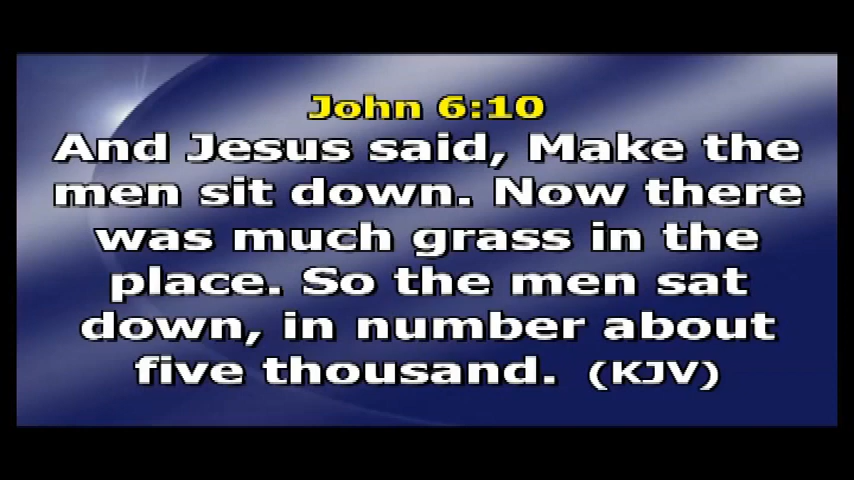 John 6:10
And Jesus said, Make the
men sit down. Now there
was much grass in the
place. So the men sat
down, in number about
five thousand. (KJV)